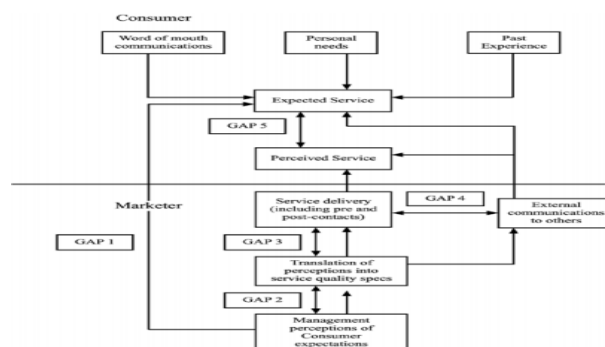 Consumer
Word of mouth
communications
Personal
needs
Past
Experience
Expected Service
GAP 5
Perceived Service
Marketer
Service delivery
(including pre and
post-contacts)
GAP 4
External
communications
to others
GAP 1
GAP 3
Translation of
perceptions into
service quality specs
GAP 2
Management
perceptions of
Consumer
expectations